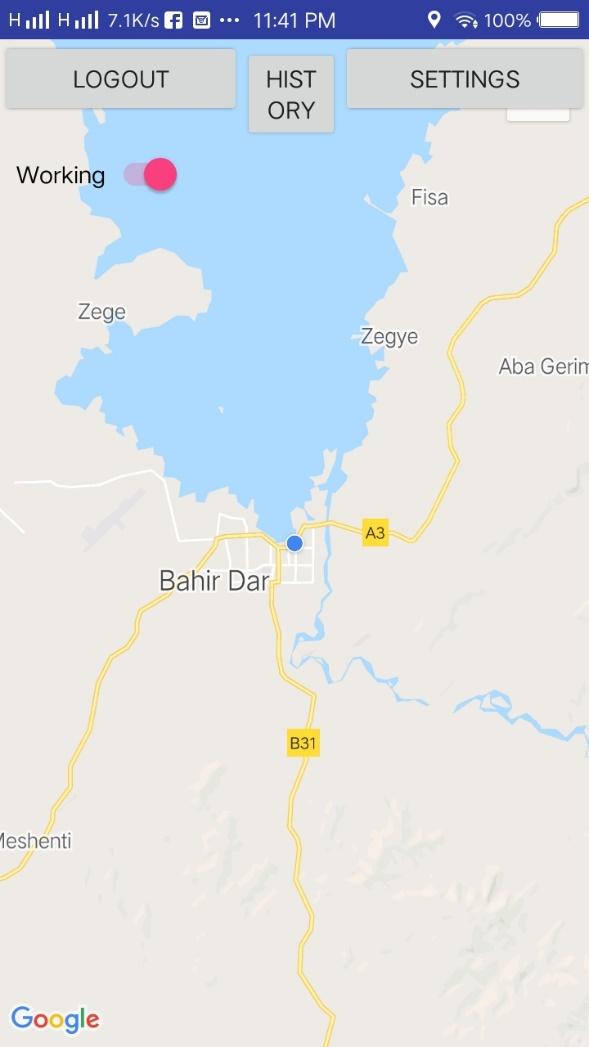 H H 7.1K/s ... 11:41 PM 100%
LOGOUT
HIST
ORY
SETTINGS
Working
Fisa
Zege
Zegye
Aba Gerim
A3
Bahir Dar
B31
Meshenti
Google